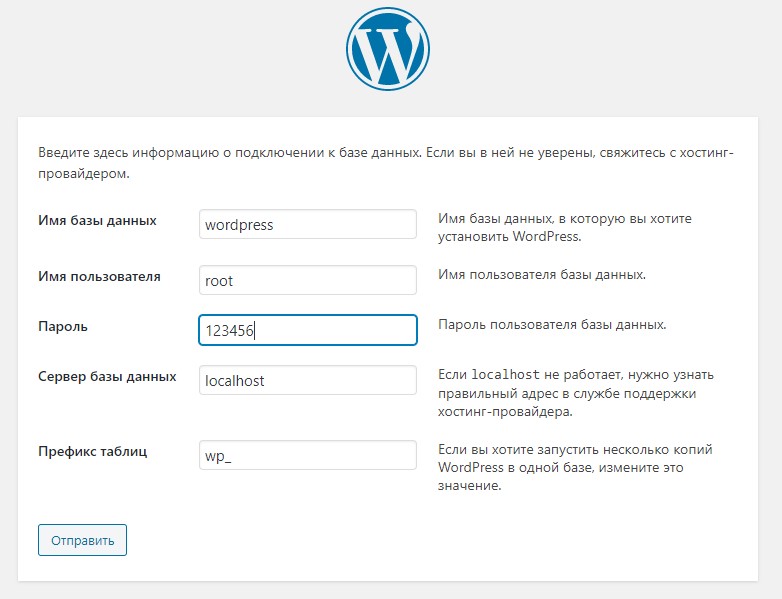 Введите здесь информацию о подключении к базе данных. Если вы в ней не уверены, свяжитесь с хостинг-
провайдером.
Имя базы данных
wordpress
Имя базы данных, в которую вы хотите
установить WordPress.
Имя пользователя
root
Имя пользователя базы данных.
Пароль
123456
Пароль пользователя базы данных.
Сервер базы данных
localhost
Если localhost не работает, нужно узнать
правильный адрес в службе поддержки
хостинг-провайдера.
Префикс таблиц
wp_
Если вы хотите запустить несколько копий
WordPress в одной базе, измените это
значение.
Отправить